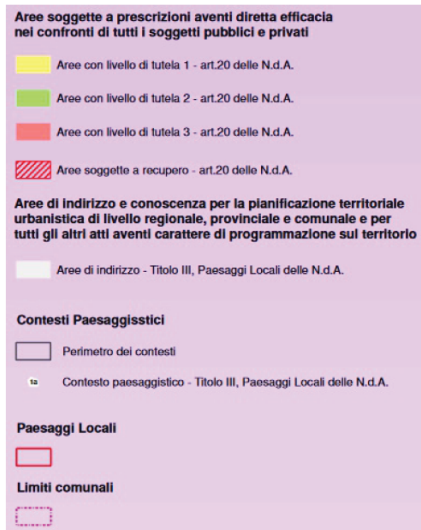 Aree soggette a prescrizioni aventi diretta efficacia
nei confronti di tutti i soggetti pubblici e privati
Aree con livello di tutela 1 - art.20 delle N.d.A.
Aree con livello di tutela 2 - art.20 delle N.d.A.
Aree con livello di tutela 3 - art.20 delle N.d.A.
Aree soggette a recupero - art.20 delle N.d.A.
Aree di indirizzo e conoscenza per la pianificazione territoriale
urbanistica di livello regionale, provinciale e comunale e per
tutti gli altri atti aventi carattere di programmazione sul territorio
Aree di indirizzo - Titolo III, Paesaggi Locali delle N.d.A.
Contesti Paesaggisstici
Perimetro dei contesti
1a Contesto paesaggistico - Titolo III, Paesaggi Locali delle N.d.A.
Paesaggi Locali
Limiti comunali